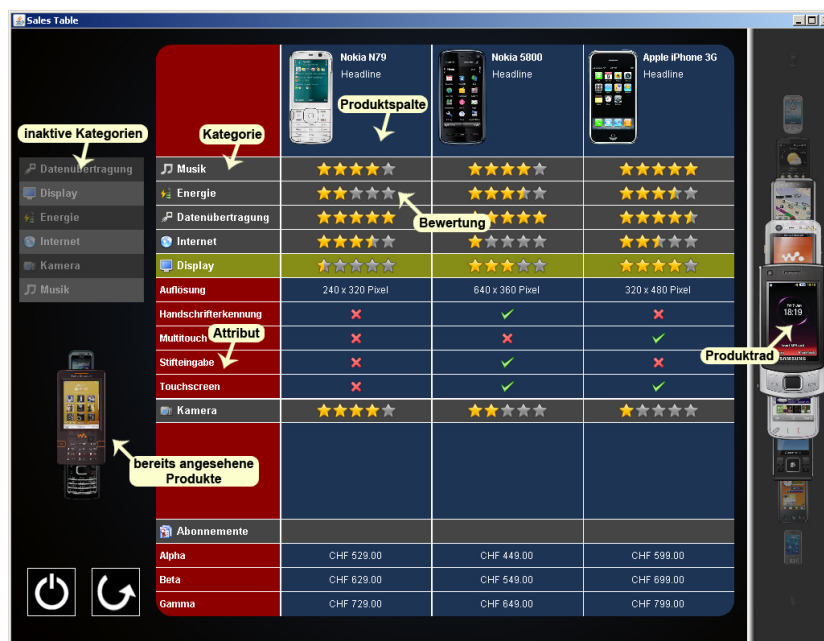 Sales Table
Nokia N79
Headline
Nokia 5800
Headline
Apple iPhone 3G
Headline
Produktspalte
inaktive Kategorien
Kategorie
Datenübertragung
Display
Energie
Internet
Kamera
Musik
Musik
Energie
Datenübertragung
Internet
Display
Bewertung
Auflösung 240 x 320 Pixel 640 x 360 Pixel 320 x 480 Pixel
Handschrifterkennung
Multitouch
Attribut
Stifteingabe
Touchscreen
Kamera
18:19
Produktrad
bereits angesehene
Produkte
Abonnemente
Alpha CHF 529.00 CHF 449.00 CHF 599.00
Beta CHF 629.00 CHF 549.00 CHF 699.00
Gamma CHF 729.00 CHF 649.00 CHF 799.00